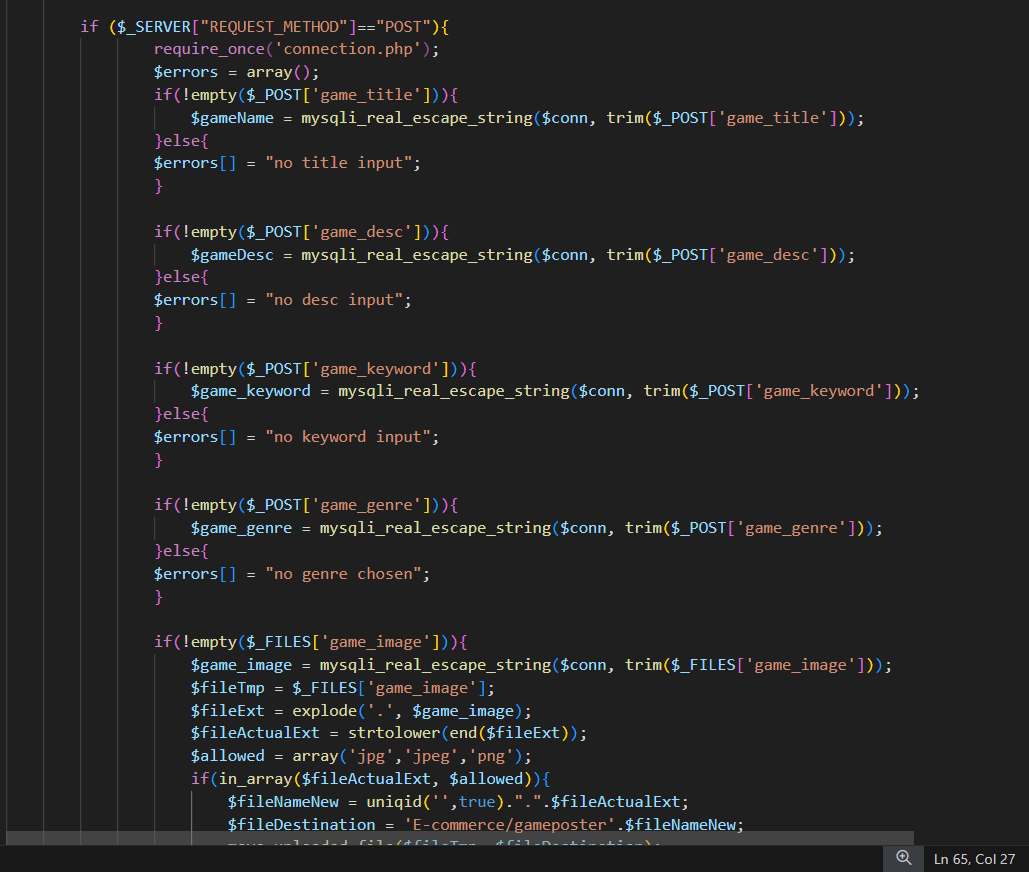 if ($_SERVER["REQUEST_METHOD"]=="POST"){
require_once('connection.php');
$errors = array();
if(!empty($_POST['game_title'])){
$gameName = mysqli_real_escape_string($conn, trim($_POST['game_title']));
}else{
$errors[] = "no title input";
}
if(!empty($_POST['game_desc'])){
$gameDesc = mysqli_real_escape_string($conn, trim($_POST['game_desc']));
}else{
$errors[] = "no desc input";
}
if(!empty($_POST['game_keyword'])){
$game_keyword = mysqli_real_escape_string($conn, trim($_POST['game_keyword']));
}else{
$errors[] = "no keyword input";
}
if(!empty($_POST['game_genre'])){
$game_genre = mysqli_real_escape_string($conn, trim($_POST['game_genre']));
}else{
$errors[] = "no genre chosen";
}
if(!empty($_FILES['game_image'])){
$game_image = mysqli_real_escape_string($conn, trim($_FILES['game_image']));
$fileTmp = $_FILES['game_image'];
$fileExt = explode('.', $game_image);
$fileActualExt = strtolower(end($fileExt));
$allowed = array('jpg','jpeg','png');
if(in_array($fileActualExt, $allowed)){
$fileNameNew = uniqid('',true).".".$fileActualExt;
$fileDestination = 'E-commerce/gameposter'.$fileNameNew;
move_uploaded_file($fileTmp, $fileDestination);
Ln 65, Col 27